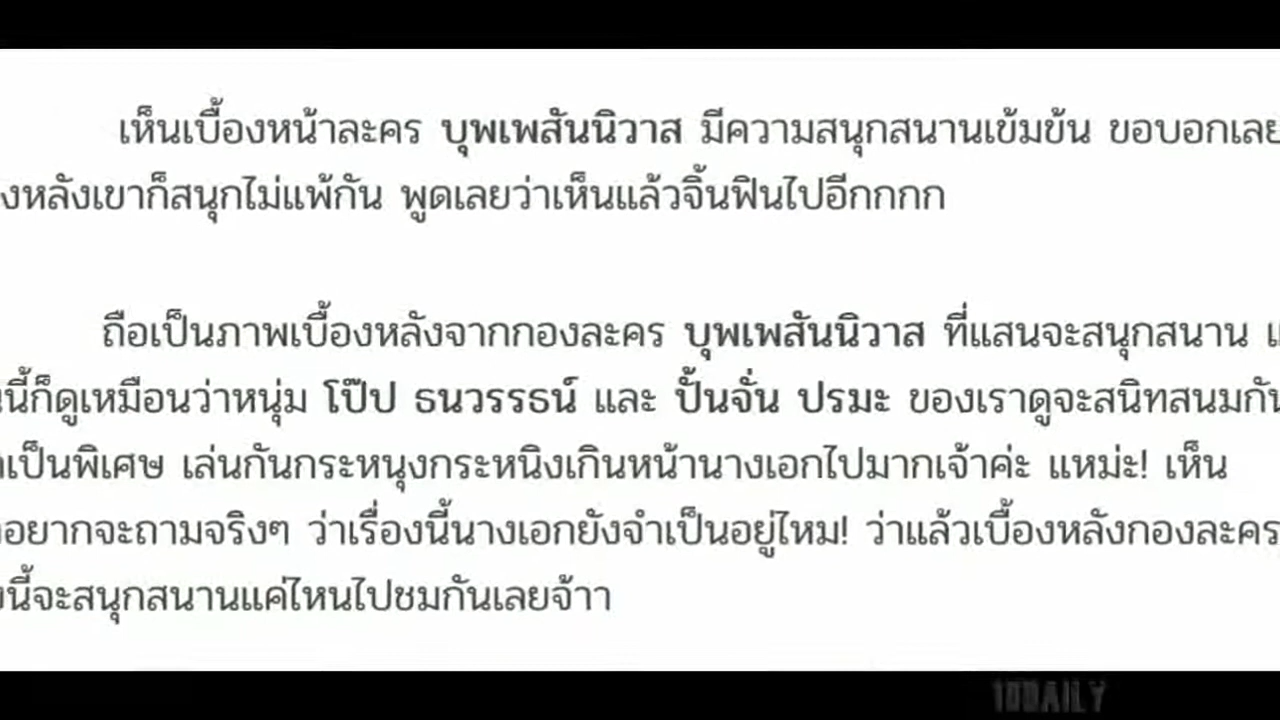 เห็นเบื้องหน้าละคร บุพเพสันนิวาส มีความสนุกสนานเข้มข้น ขอบอกเลย
งหลังเขาก็สนุกไม่แพ้กัน พูดเลยว่าเห็นแล้วจิ้นฟินไปอีกกกกก
ถือเป็นภาพเบื้องหลังจากกองละคร บุพเพสันนิวาส ที่แสนจะสนุกสนาน
นี้ก็ดูเหมือนว่าหนุ่ม โป๊ป ธนวรรธน์ และ ปั้นจั่น ปรมะ ของเราดูจะสนิทสนมกัน
เป็นพิเศษ เล่นกันกระหนุงกระหนิงเกินหน้านางเอกไปมากเจ้าค่ะ แหม่ะ! เห็น
อยากจะถามจริงๆ ว่าเรื่องนี้นางเอกยังจำเป็นอยู่ไหม! ว่าแล้วเบื้องหลังกองละคร
นี้จะสนุกสนานแค่ไหนไปชมกันเลยจ้าา
10DAILY